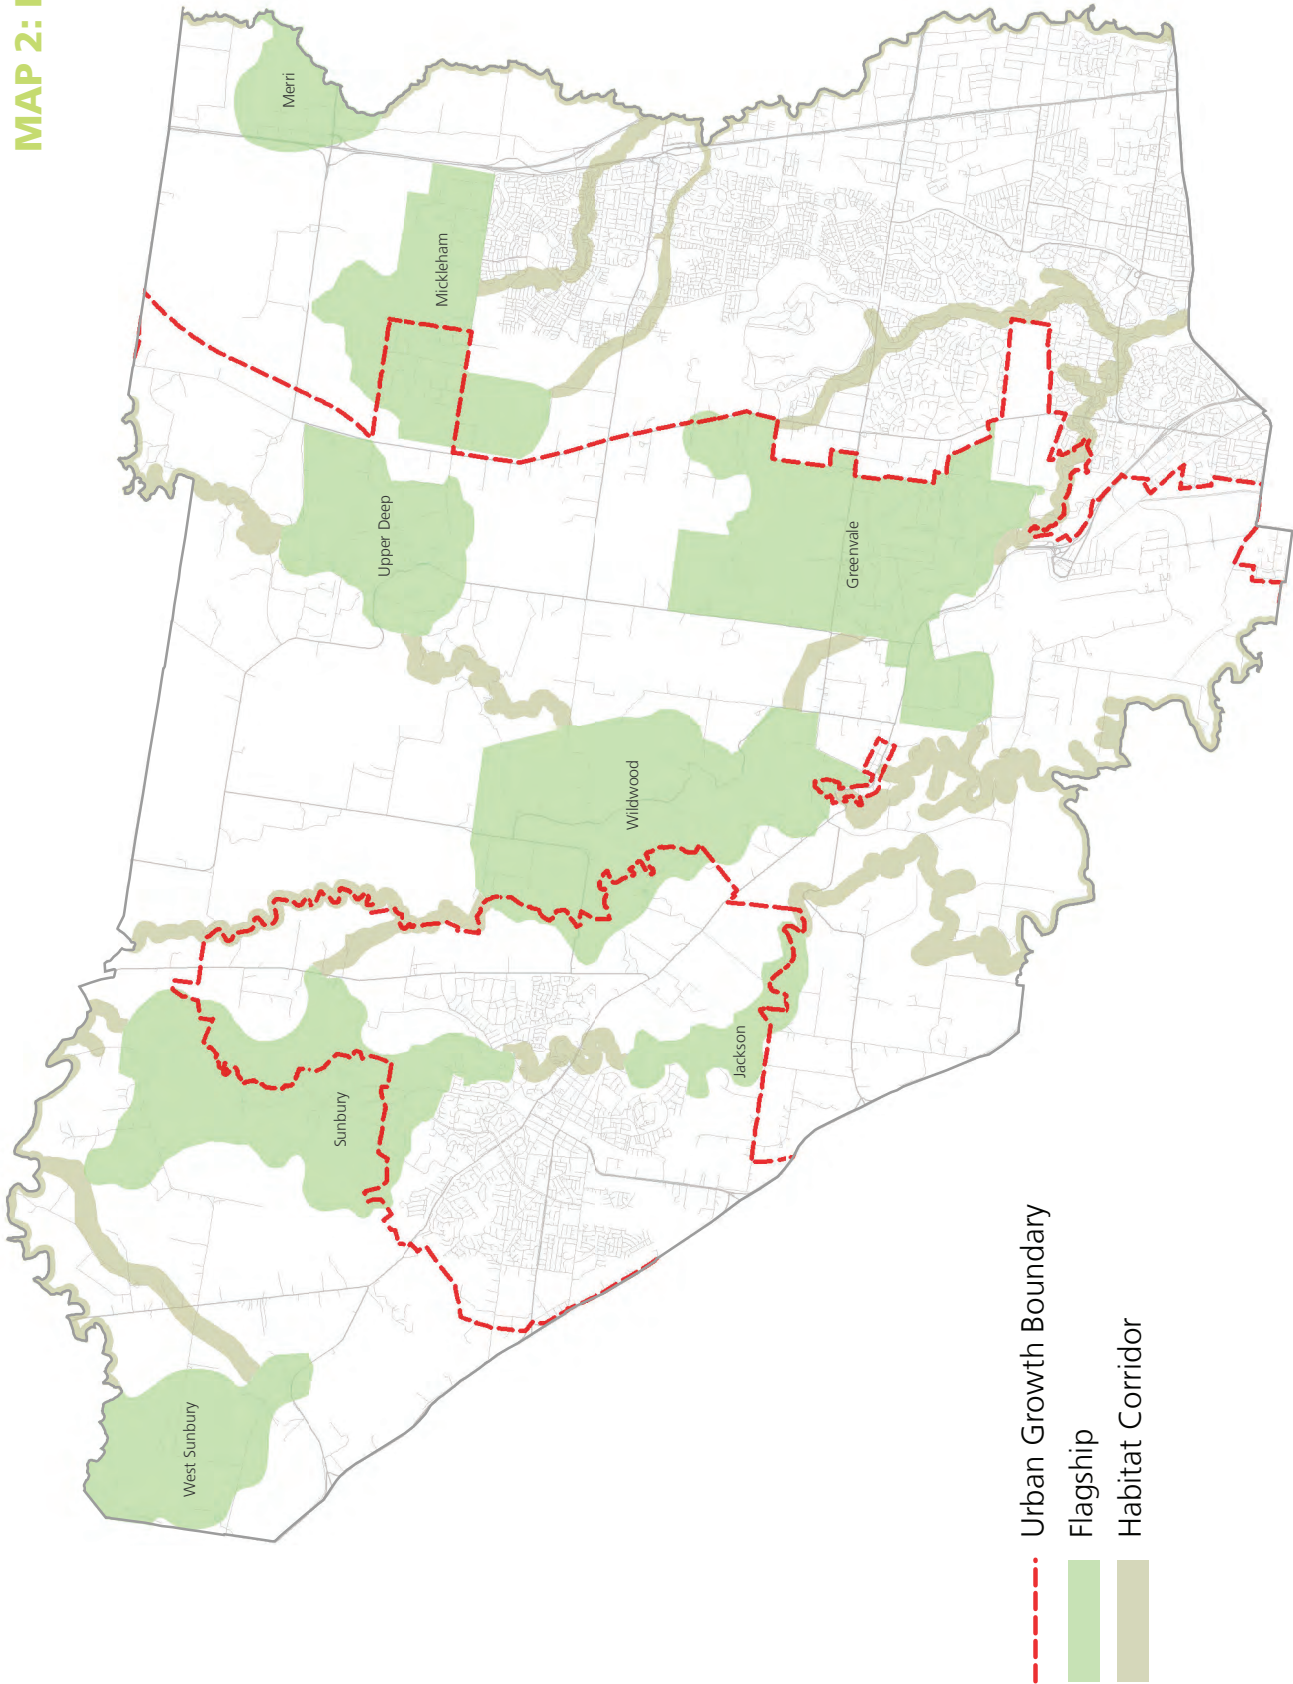 MAP 2:
Merri
Mickleham
Upper Deep
Greenvale
Wildwood
Jackson
Sunbury
West Sunbury
Urban Growth Boundary
Flagship
Habitat Corridor